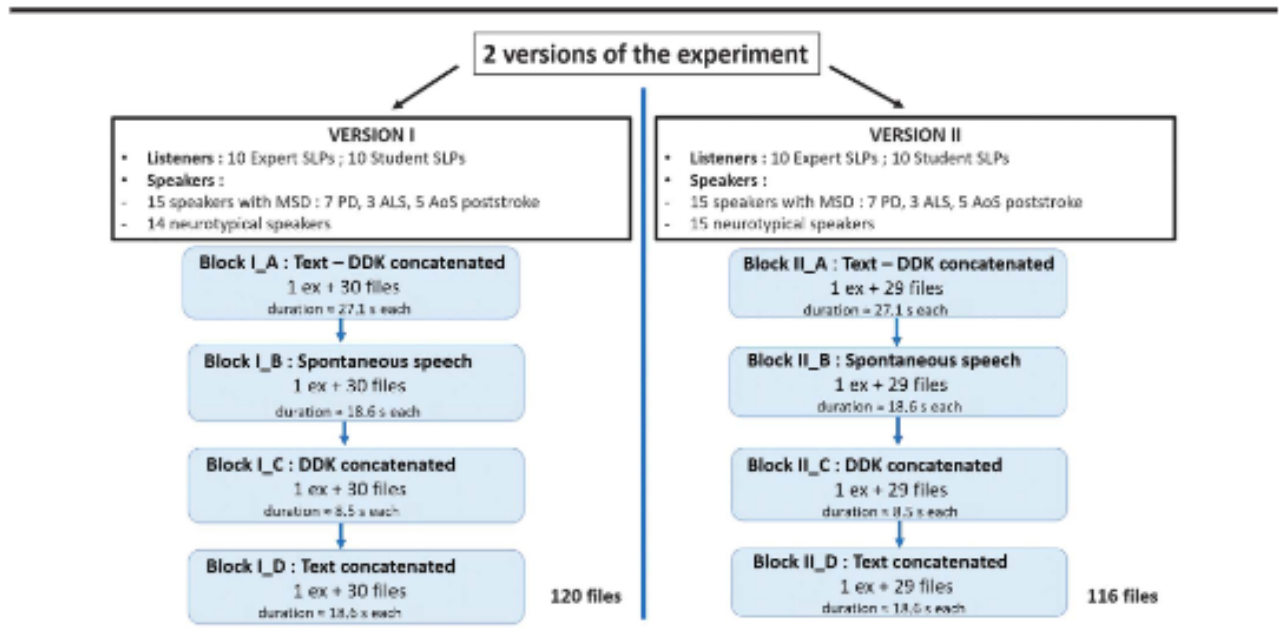 2 versions of the experiment
VERSION I
• Listeners : 10 Expert SLPs ; 10 Student SLPs
• Speakers :
- 15 speakers with MSD : 7 PD, 3 ALS, 5 AoS poststroke
- 14 neurotypical speakers
Block I_A : Text – DDK concatenated
1 ex + 30 files
duration = 27.1 s each
Block I_B : Spontaneous speech
1 ex + 30 files
duration = 18.6 s each
Block I_C : DDK concatenated
1 ex + 30 files
duration = 8.5 s each
Block I_D : Text concatenated
1 ex + 30 files
duration = 18.6 s each
120 files
VERSION II
• Listeners : 10 Expert SLPs ; 10 Student SLPs
• Speakers :
- 15 speakers with MSD : 7 PD, 3 ALS, 5 AoS poststroke
- 15 neurotypical speakers
Block II_A : Text – DDK concatenated
1 ex + 29 files
duration = 27.1 s each
Block II_B : Spontaneous speech
1 ex + 29 files
duration = 18.6 s each
Block II_C : DDK concatenated
1 ex + 29 files
duration = 8.5 s each
Block II_D : Text concatenated
1 ex + 29 files
duration = 18.6 s each
116 files